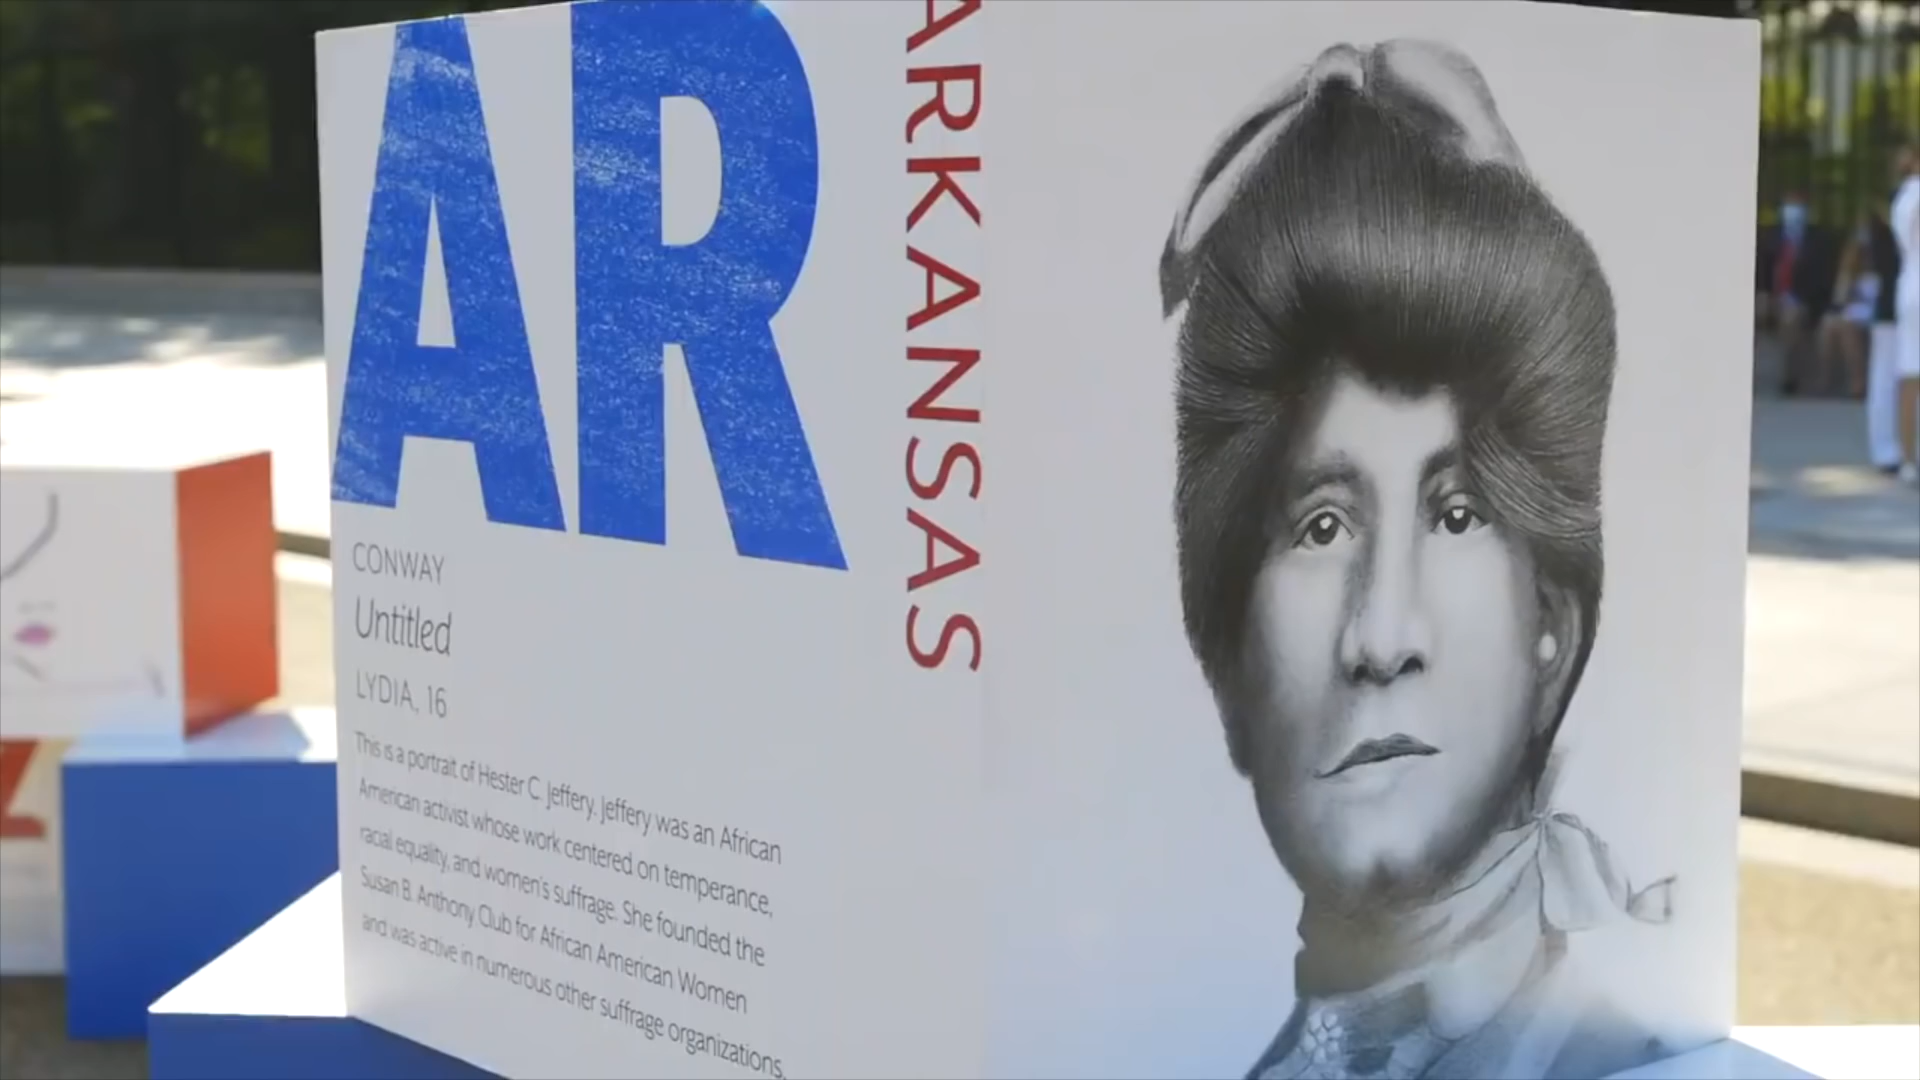 AR
ARKANSAS
CONWAY
Untitled
LYDIA, 16
This is a portrait of Hester C. Jeffery. Jeffery was an African
American activist whose work centered on temperance,
racial equality, and women's suffrage. She founded the
Susan B. Anthony Club for African American Women
and was active in numerous other suffrage organizations.
Z